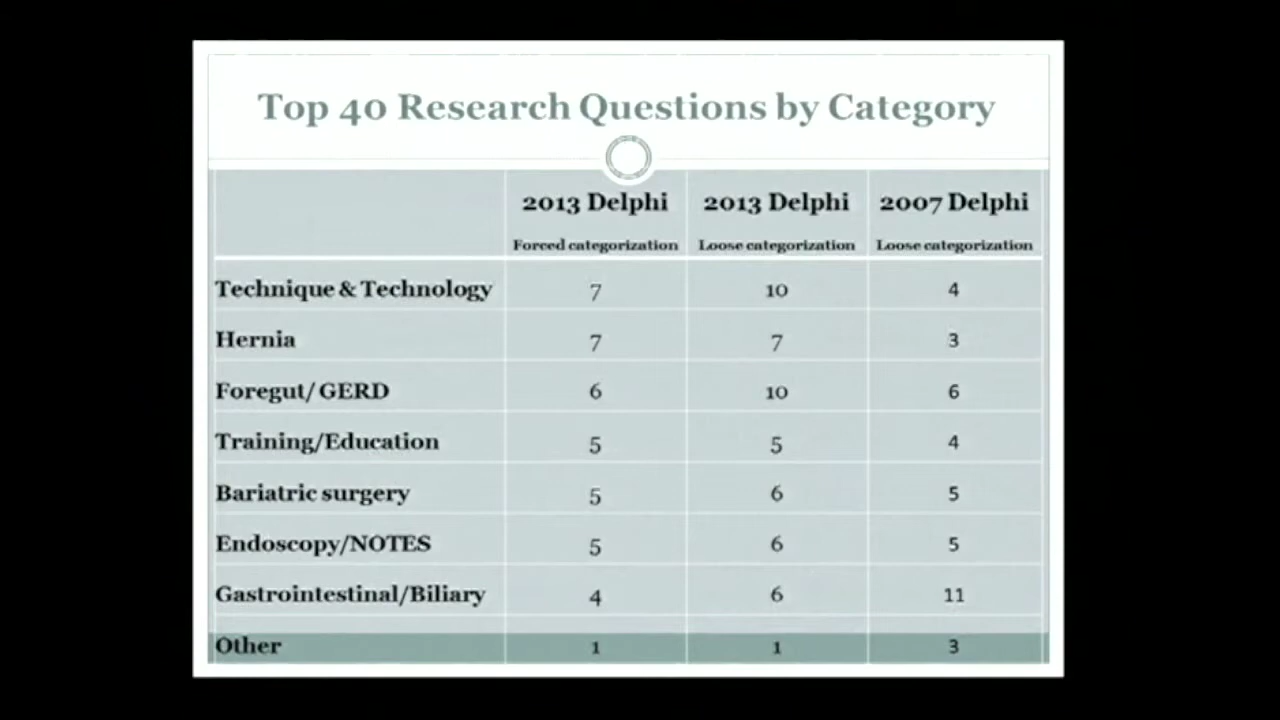 Top 40 Research Questions by Category
2013 Delphi 2013 Delphi 2007 Delphi
Forced categorization Loose categorization Loose categorization
Technique & Technology 7 10 4
Hernia 7 7 3
Foregut/ GERD 6 10 6
Training/Education 5 5 4
Bariatric surgery 5 6 5
Endoscopy/NOTES 5 6 5
Gastrointestinal/Biliary 4 6 11
Other 1 1 3